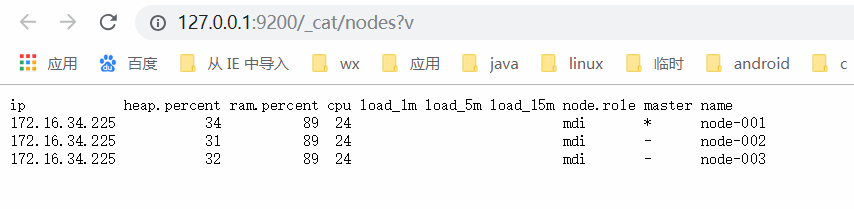 127.0.0.1:9200/_cat/nodes?v
应用 百度 从 IE 中导入 wx 应用 java linux 临时 android c
ip heap.percent ram.percent cpu load_1m load_5m load_15m node.role master name
172.16.34.225 34 89 24 mdi * node-001
172.16.34.225 31 89 24 mdi - node-002
172.16.34.225 32 89 24 mdi - node-003